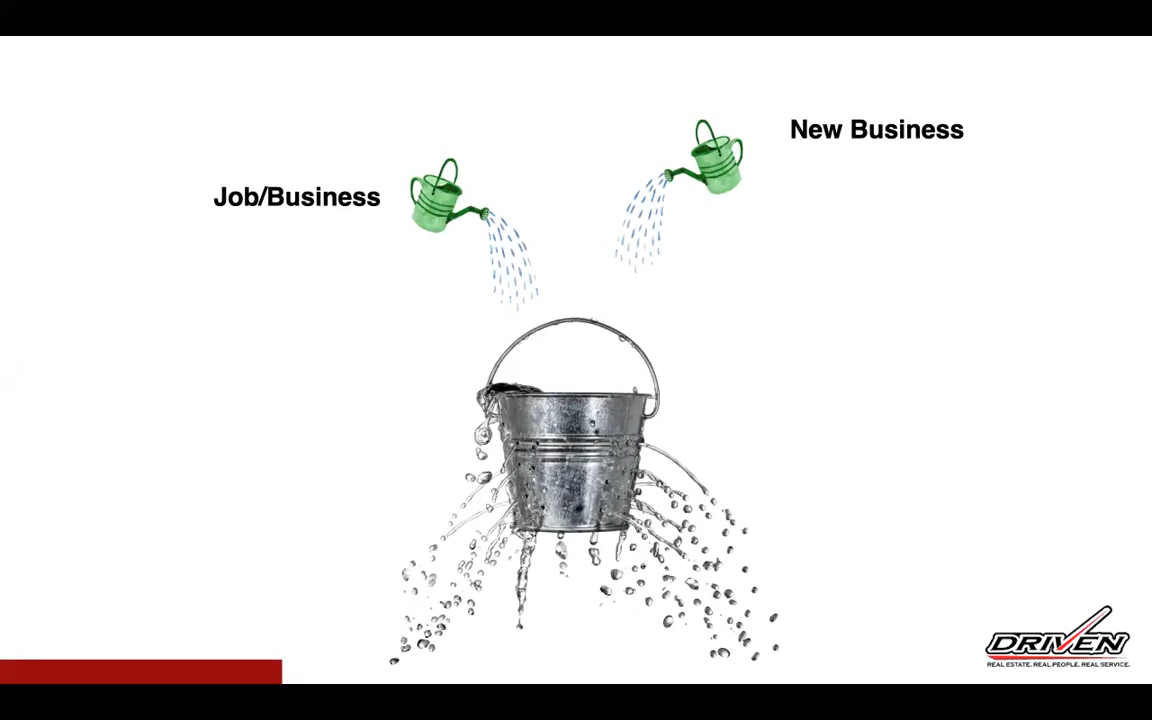 New Business
Job/Business
DRIVEN
REAL ESTATE. REAL PEOPLE. REAL SERVICE.